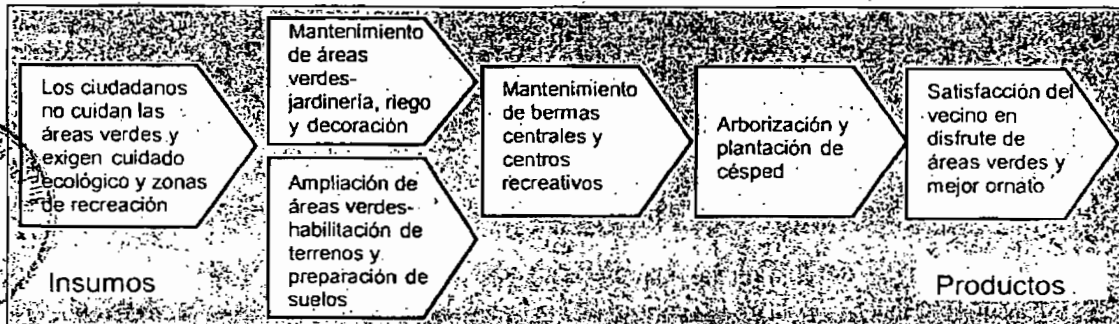 Los ciudadanos
no cuidan las
áreas verdes y
exigen cuidado
ecológico y zonas
de recreación
Insumos
Mantenimiento
de áreas
verdes-
jardinería, riego
y decoración
Ampliación de
áreas verdes-
habilitación de
terrenos y
preparación de
suelos
Mantenimiento
de bermas
centrales y
centros
recreativos
Arborización y
plantación de
césped
Satisfacción del
vecino en
disfrute de
áreas verdes y
mejor ornato
Productos